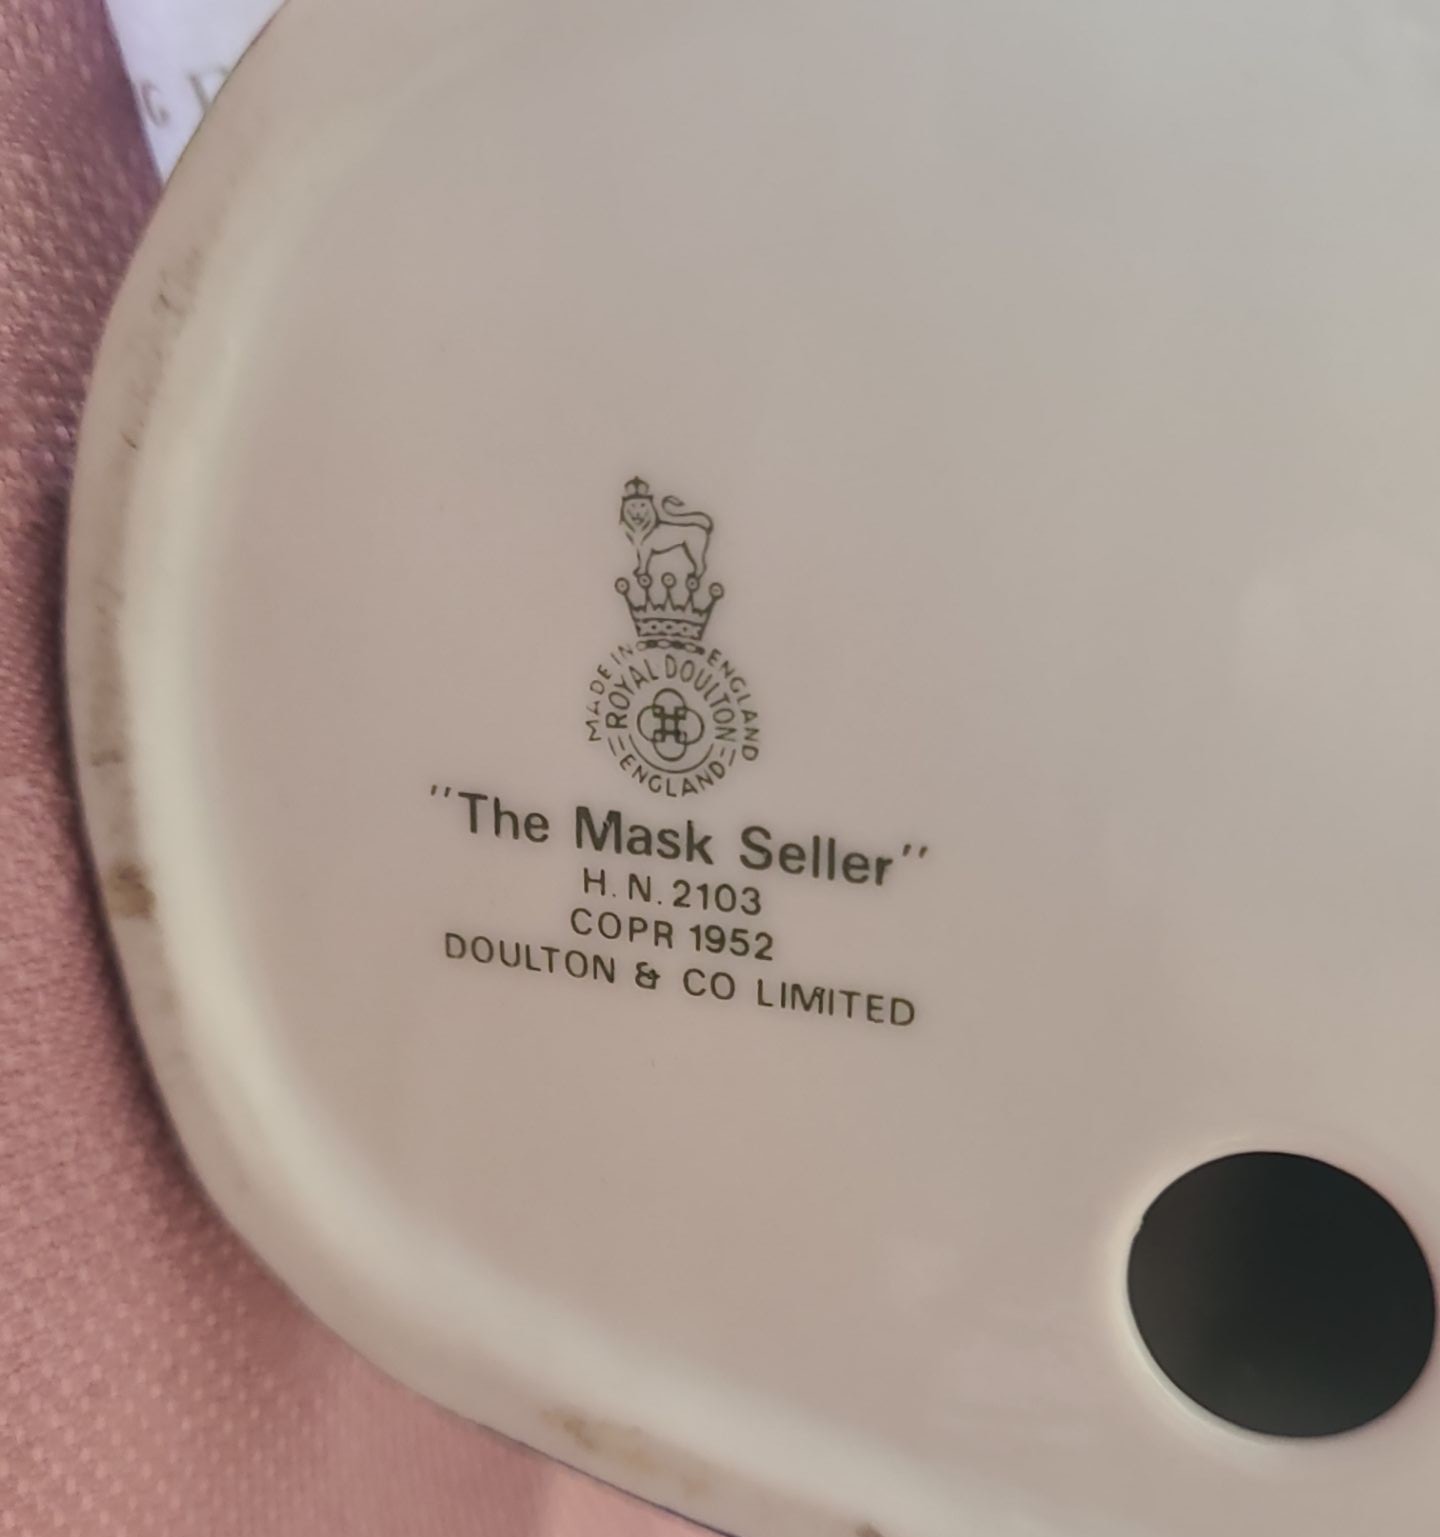 MADE IN ENGLAND
ROYAL DOULTON
ENGLAND
"The Mask Seller"
H. N. 2103
COPR 1952
DOULTON & CO LIMITED